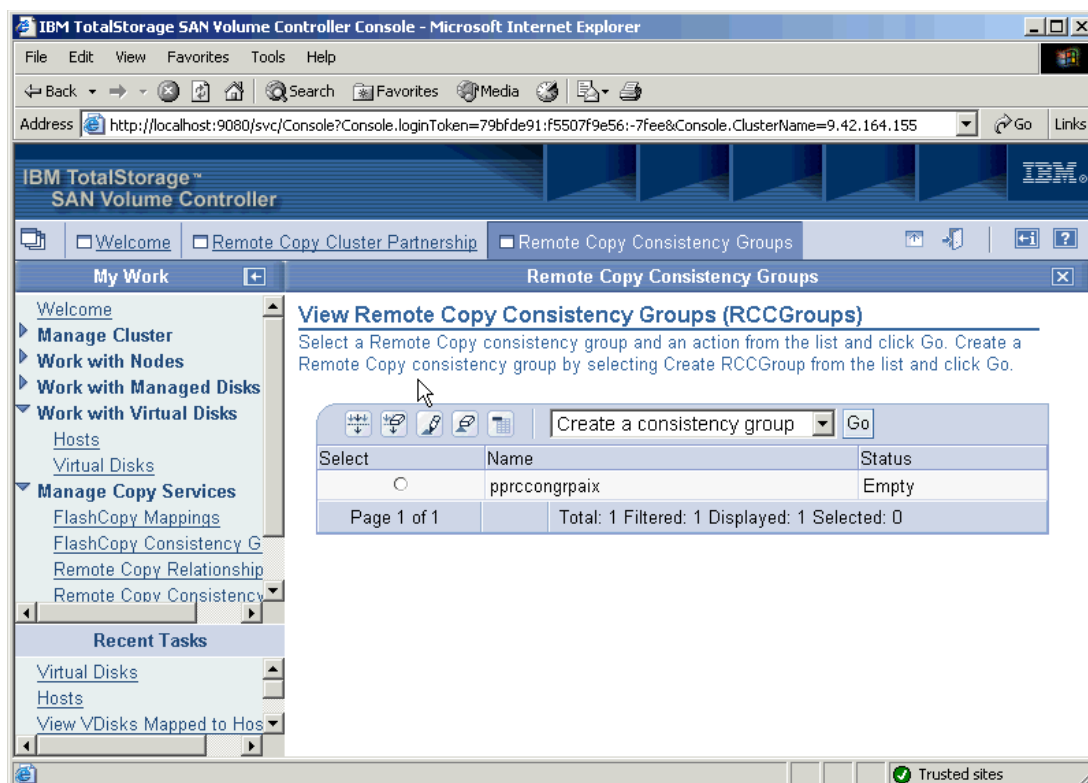 IBM TotalStorage SAN Volume Controller Console - Microsoft Internet Explorer
File Edit View Favorites Tools Help
Back Search Favorites Media
Address http://localhost:9080/svc/Console?Console.loginToken=79bfde91:f5507f9e56:-7fee&Console.ClusterName=9.42.164.155 Go Links
IBM TotalStorage™
SAN Volume Controller
IBM®
Welcome Remote Copy Cluster Partnership Remote Copy Consistency Groups
My Work
Remote Copy Consistency Groups
Welcome
Manage Cluster
Work with Nodes
Work with Managed Disks
Work with Virtual Disks
Hosts
Virtual Disks
Manage Copy Services
FlashCopy Mappings
FlashCopy Consistency G
Remote Copy Relationship
Remote Copy Consistency
Recent Tasks
Virtual Disks
Hosts
View VDisks Mapped to Hos
View Remote Copy Consistency Groups (RCCGroups)
Select a Remote Copy consistency group and an action from the list and click Go. Create a
Remote Copy consistency group by selecting Create RCCGroup from the list and click Go.
Create a consistency group Go
Select Name Status
pprccongrpaix Empty
Page 1 of 1 Total: 1 Filtered: 1 Displayed: 1 Selected: 0
Trusted sites